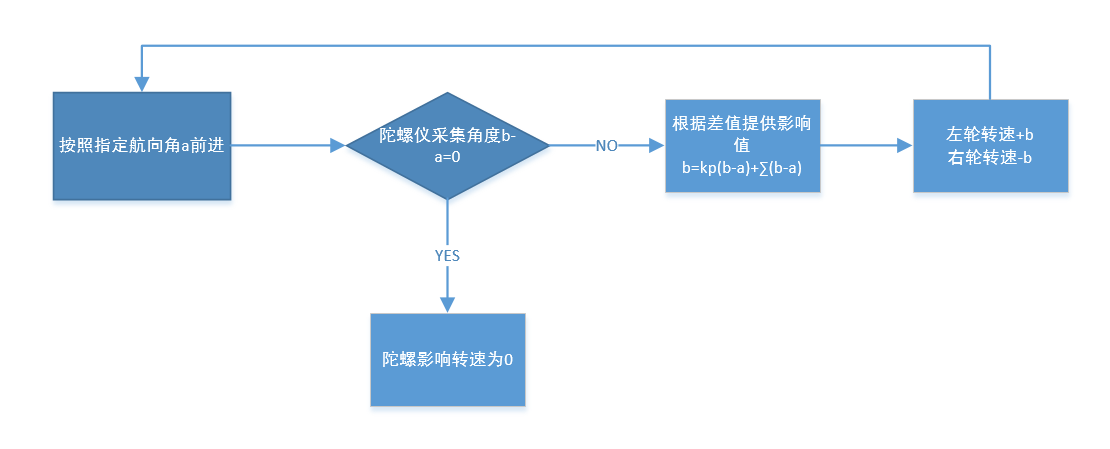 按照指定航向角a前进
陀螺仪采集角度b-
a=0
NO
根据差值提供影响
值
b=kp(b-a)+∑(b-a)
左轮转速+b
右轮转速-b
YES
陀螺影响转速为0